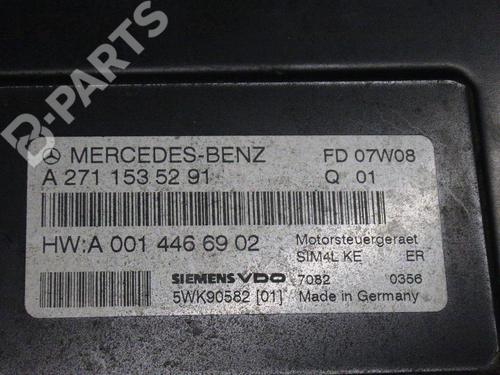 B-PARTS
MERCEDES-BENZ FD 07W08
A 271 153 52 91 Q 01
HW:A 001 446 69 02 Motorsteuergeraet
SIM4L KE ER
SIEMENS VDO 7082 0356
5WK90582 [01] Made in Germany